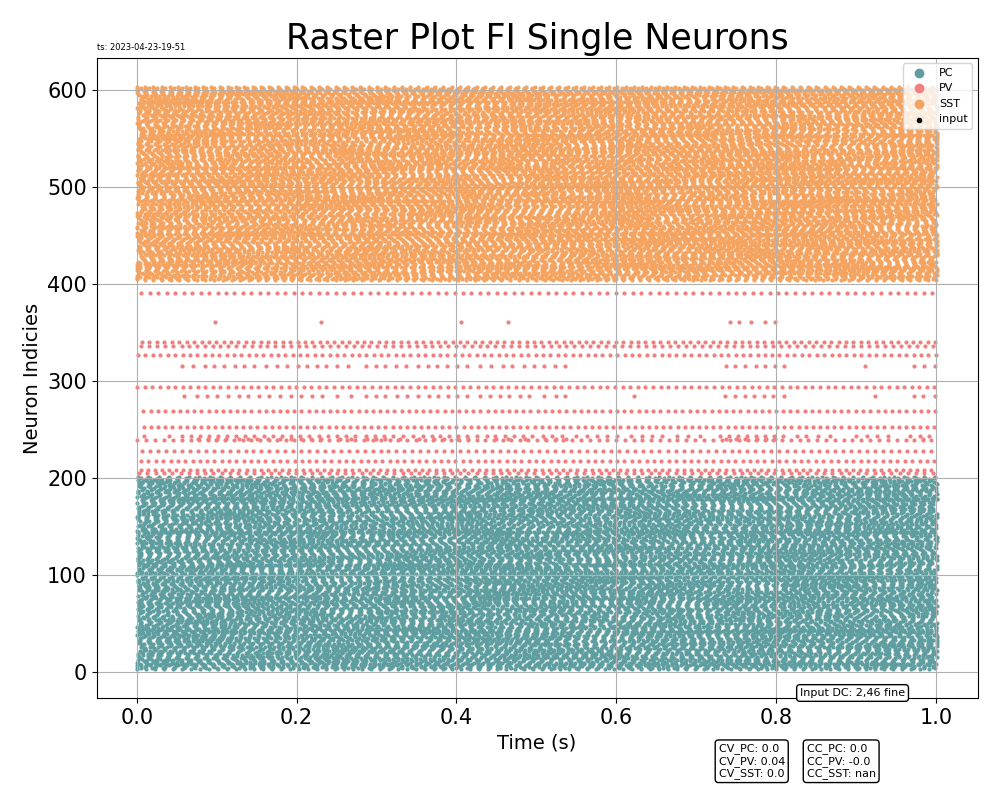 Raster Plot FI Single Neurons
ts: 2023-04-23-19-51
PC
PV
SST
input
600
500
400
300
200
100
0
Neuron Indicies
0.0 0.2 0.4 0.6 0.8 1.0
Time (s)
Input DC: 2,46 fine
CV_PC: 0.0
CV_PV: 0.04
CV_SST: 0.0
CC_PC: 0.0
CC_PV: -0.0
CC_SST: nan